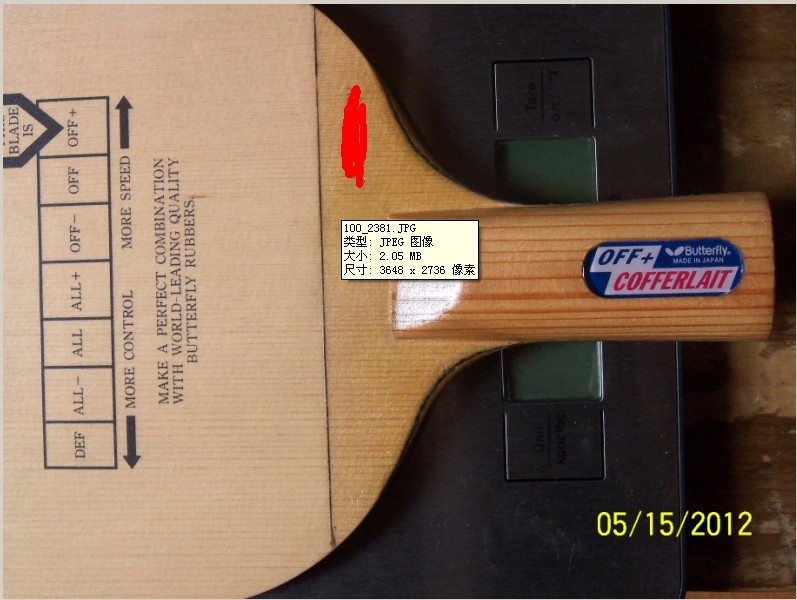 BLADE
IS
OFF+
OFF
OFF−
ALL+
ALL
ALL−
DEF
MORE SPEED
MORE CONTROL
MAKE A PERFECT COMBINATION
WITH WORLD-LEADING QUALITY
BUTTERFLY RUBBERS.
100_2381.JPG
类型: JPEG 图像
大小: 2.05 MB
尺寸: 3648 x 2736 像素
OFF+
Butterfly
MADE IN JAPAN
COFFERLAIT
Tare
05/15/2012